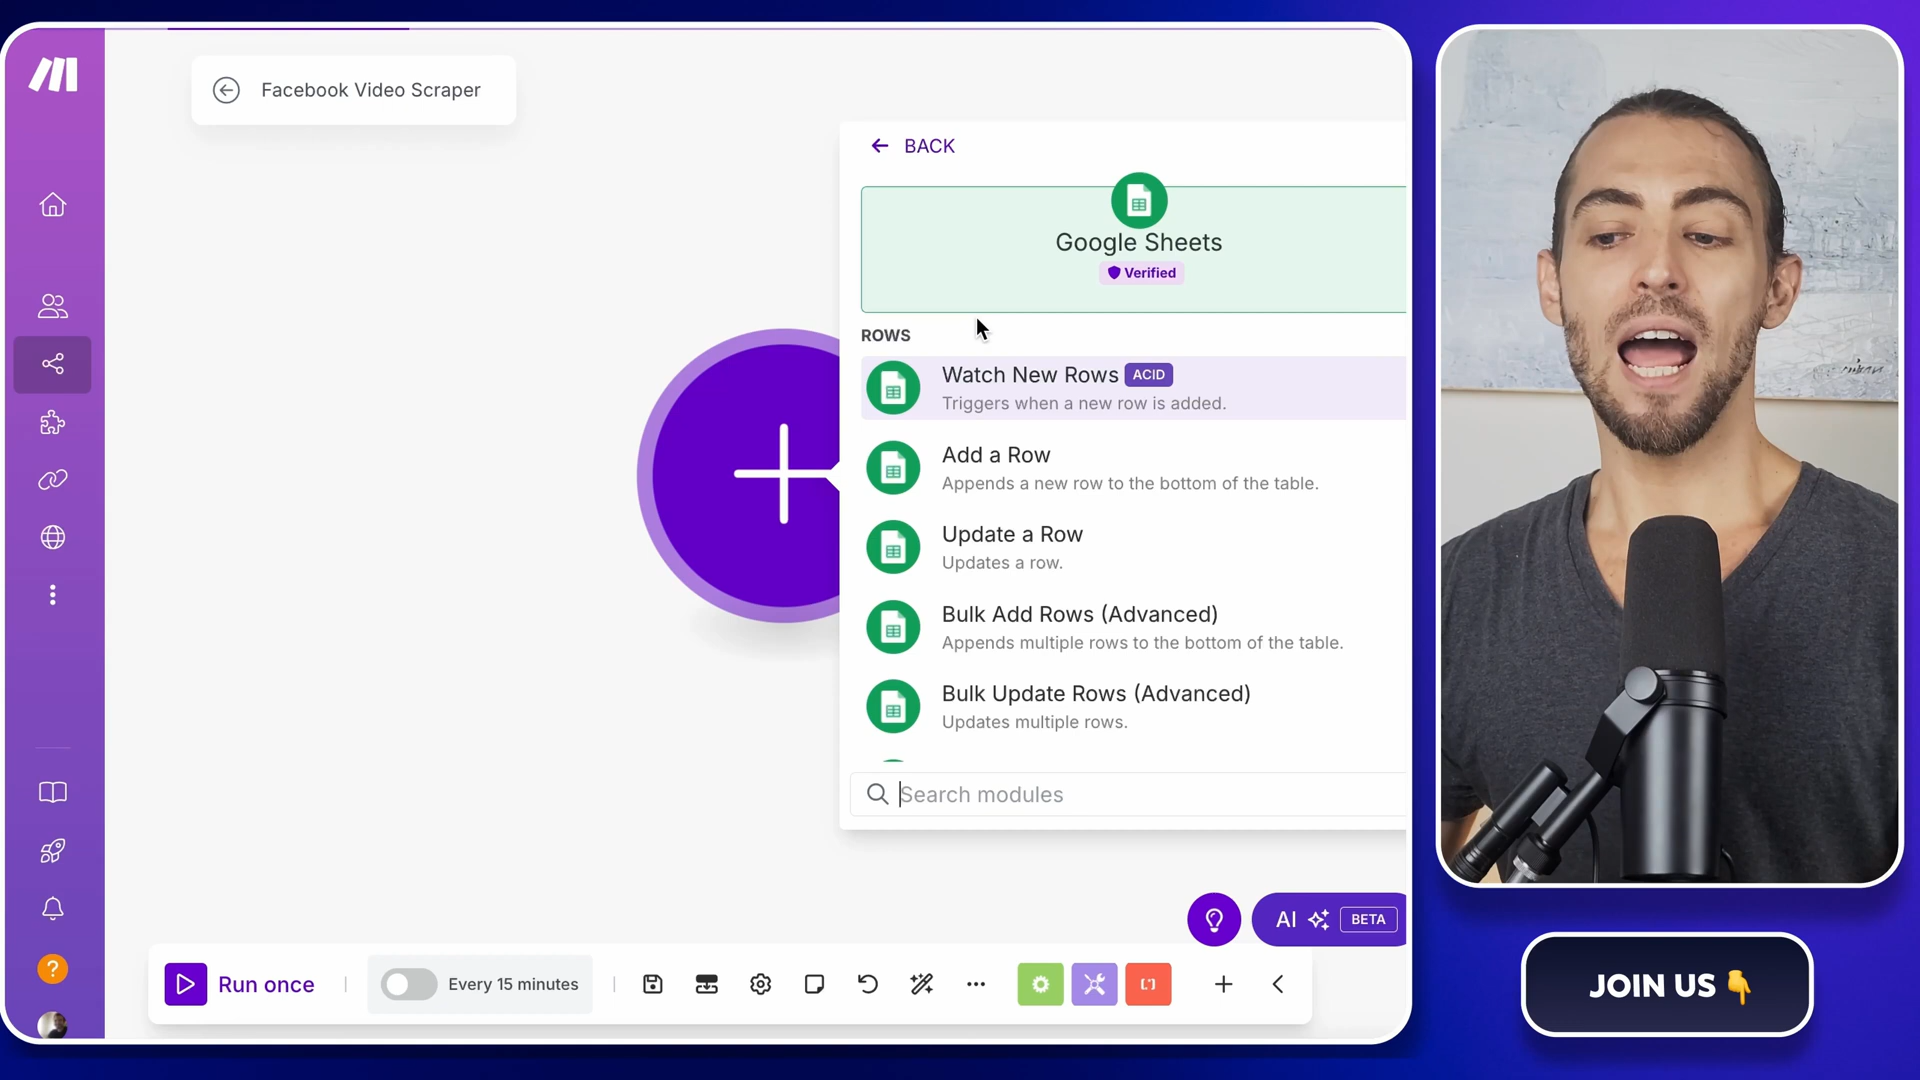 Facebook Video Scraper
BACK
Google Sheets
Verified
ROWS
Watch New Rows ACID
Triggers when a new row is added.
Add a Row
Appends a new row to the bottom of the table.
Update a Row
Updates a row.
Bulk Add Rows (Advanced)
Appends multiple rows to the bottom of the table.
Bulk Update Rows (Advanced)
Updates multiple rows.
Search modules
AI BETA
Run once
Every 15 minutes
?
JOIN US 👇